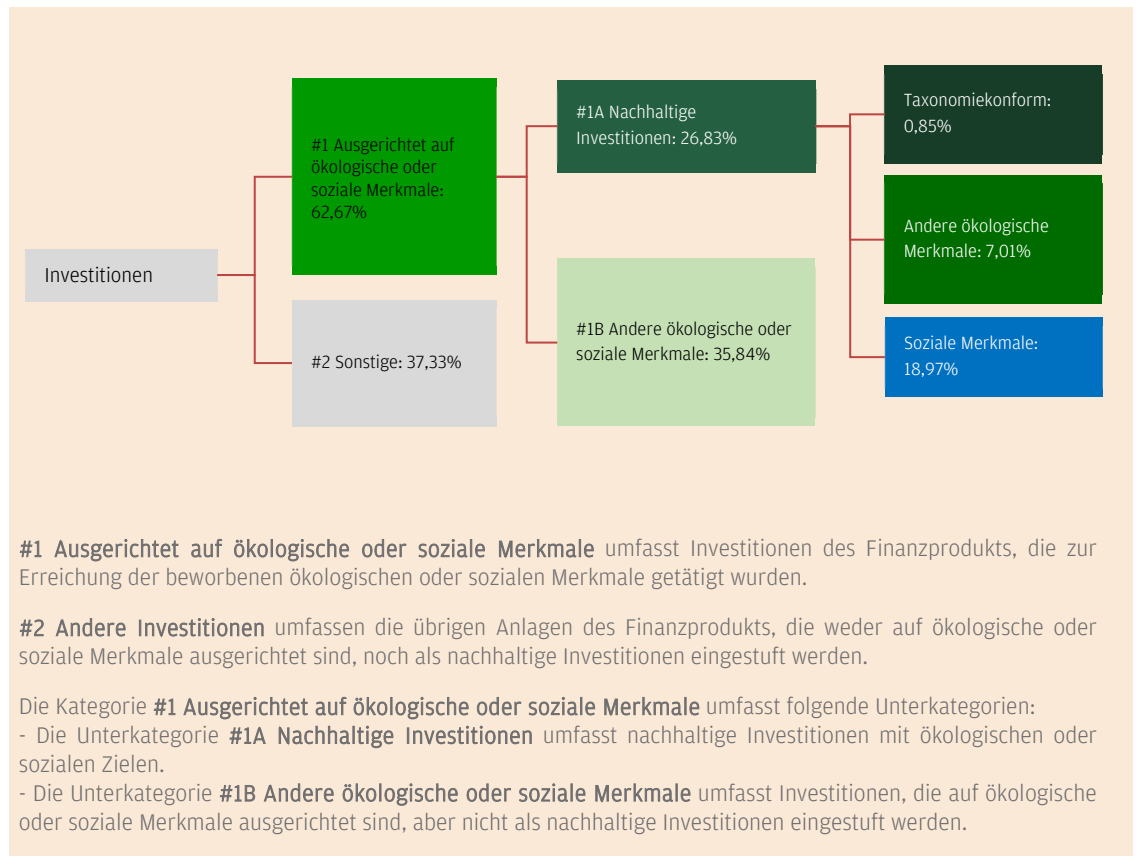 Investitionen
#1 Ausgerichtet auf
ökologische oder
soziale Merkmale:
62,67%
#2 Sonstige: 37,33%
#1A Nachhaltige
Investitionen: 26,83%
#1B Andere ökologische oder
soziale Merkmale: 35,84%
Taxonomiekonform:
0,85%
Andere ökologische
Merkmale: 7,01%
Soziale Merkmale:
18,97%
#1 Ausgerichtet auf ökologische oder soziale Merkmale umfasst Investitionen des Finanzprodukts, die zur
Erreichung der beworbenen ökologischen oder sozialen Merkmale getätigt wurden.
#2 Andere Investitionen umfassen die übrigen Anlagen des Finanzprodukts, die weder auf ökologische oder
soziale Merkmale ausgerichtet sind, noch als nachhaltige Investitionen eingestuft werden.
Die Kategorie #1 Ausgerichtet auf ökologische oder soziale Merkmale umfasst folgende Unterkategorien:
- Die Unterkategorie #1A Nachhaltige Investitionen umfasst nachhaltige Investitionen mit ökologischen oder
sozialen Zielen.
- Die Unterkategorie #1B Andere ökologische oder soziale Merkmale umfasst Investitionen, die auf ökologische
oder soziale Merkmale ausgerichtet sind, aber nicht als nachhaltige Investitionen eingestuft werden.